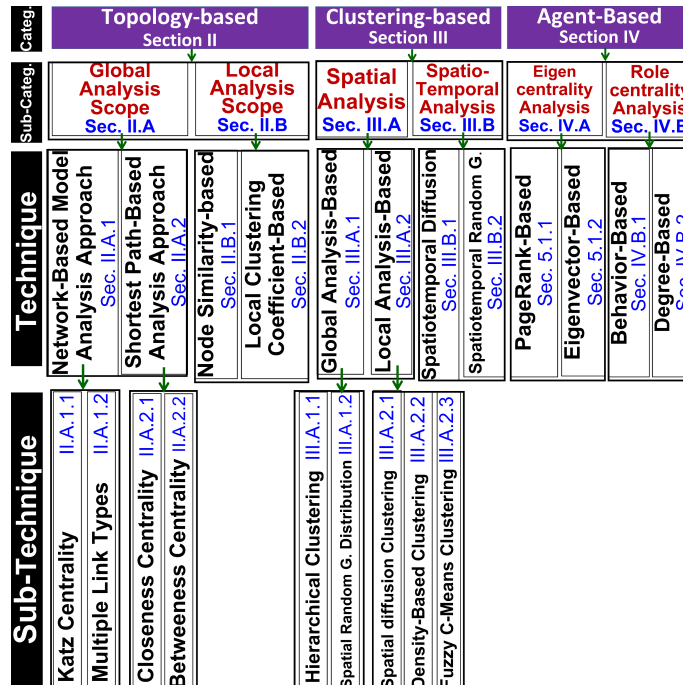 Categ.
Topology-based
Section II
Clustering-based
Section III
Agent-Based
Section IV
Sub-Categ.
Global
Analysis
Scope
Sec. II.A
Local
Analysis
Scope
Sec. II.B
Spatial
Analysis
Sec. III.A
Spatio-
Temporal
Analysis
Sec. III.B
Eigen
centrality
Analysis
Sec. IV.A
Role
centrality
Analysis
Sec. IV.B
Technique
Network-Based Model
Analysis Approach
Sec. II.A.1
Shortest Path-Based
Analysis Approach
Sec. II.A.2
Node Similarity-based
Sec. II.B.1
Local Clustering
Coefficient-Based
Sec. II.B.2
Global Analysis-Based
Sec. III.A.1
Local Analysis-Based
Sec. III.A.2
Spatiotemporal Diffusion
Sec. III.B.1
Spatiotemporal Random G.
Sec. III.B.2
PageRank-Based
Sec. 5.1.1
Eigenvector-Based
Sec. 5.1.2
Behavior-Based
Sec. IV.B.1
Degree-Based
Sub-Technique
Katz Centrality II.A.1.1
Multiple Link Types II.A.1.2
Closeness Centrality II.A.2.1
Betweeness Centrality II.A.2.2
Hierarchical Clustering III.A.1.1
Spatial Random G. Distribution III.A.1.2
Spatial diffusion Clustering III.A.2.1
Density-Based Clustering III.A.2.2
Fuzzy C-Means Clustering III.A.2.3